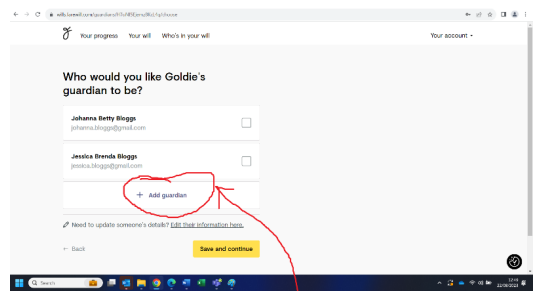 Your progress Your will Who's in your will Your account
Who would you like Goldie's
guardian to be?
Johanna Betty Bloggs
johanna.bloggs@gmail.com
Jessica Brenda Bloggs
jessica.bloggs@gmail.com
+ Add guardian
Need to update someone's details? Edit their information here.
← Back Save and continue
Search